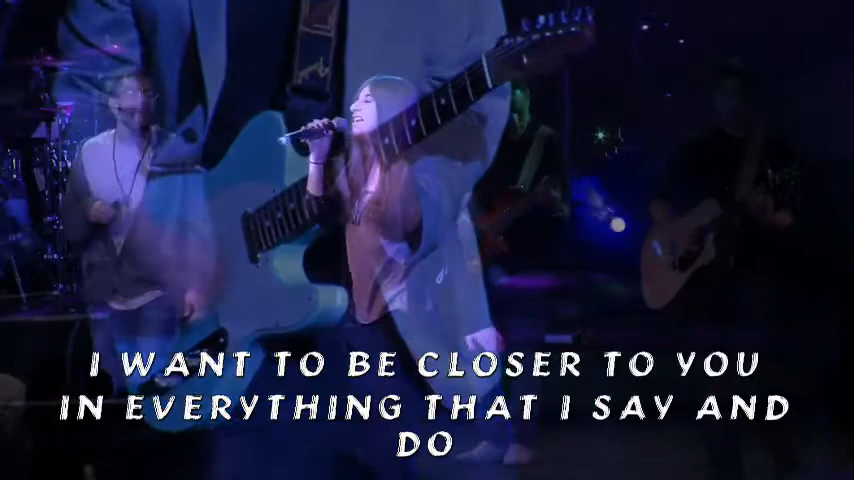 I WANT TO BE CLOSER TO YOU
IN EVERYTHING THAT I SAY AND
DO